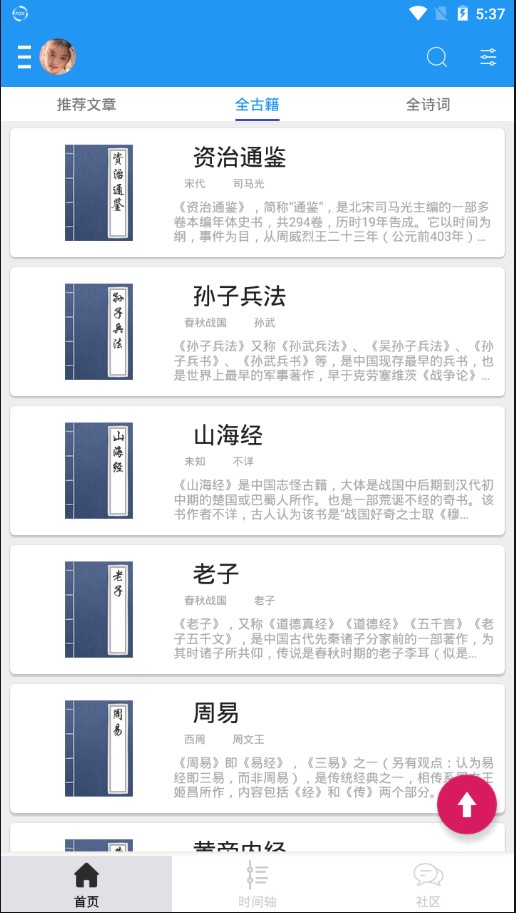 5:37
推荐文章
全古籍
全诗词
资治通鉴
资治通鉴
宋代 司马光
《资治通鉴》，简称“通鉴”，是北宋司马光主编的一部多
卷本编年体史书，共294卷，历时19年告成。它以时间为
纲，事件为目，从周威烈王二十三年（公元前403年）...
孙子兵法
孙子兵法
春秋战国 孙武
《孙子兵法》又称《孙武兵法》、《吴孙子兵法》、《孙
子兵书》、《孙武兵书》等，是中国现存最早的兵书，也
是世界上最早的军事著作，早于克劳塞维茨《战争论》...
山海经
山海经
未知 不详
《山海经》是中国志怪古籍，大体是战国中后期到汉代初
中期的楚国或巴蜀人所作。也是一部荒诞不经的奇书。该
书作者不详，古人认为该书是“战国好奇之士取《穆...
老子
老子
春秋战国 老子
《老子》，又称《道德真经》《道德经》《五千言》《老
子五千文》，是中国古代先秦诸子分家前的一部著作，为
其时诸子所共仰，传说是春秋时期的老子李耳（似是...
周易
周易
西周 周文王
《周易》即《易经》，《三易》之一（另有观点：认为易
经即三易，而非周易），是传统经典之一，相传系周文王
姬昌所作，内容包括《经》和《传》两个部分。
黄帝内经
首页
时间轴
社区